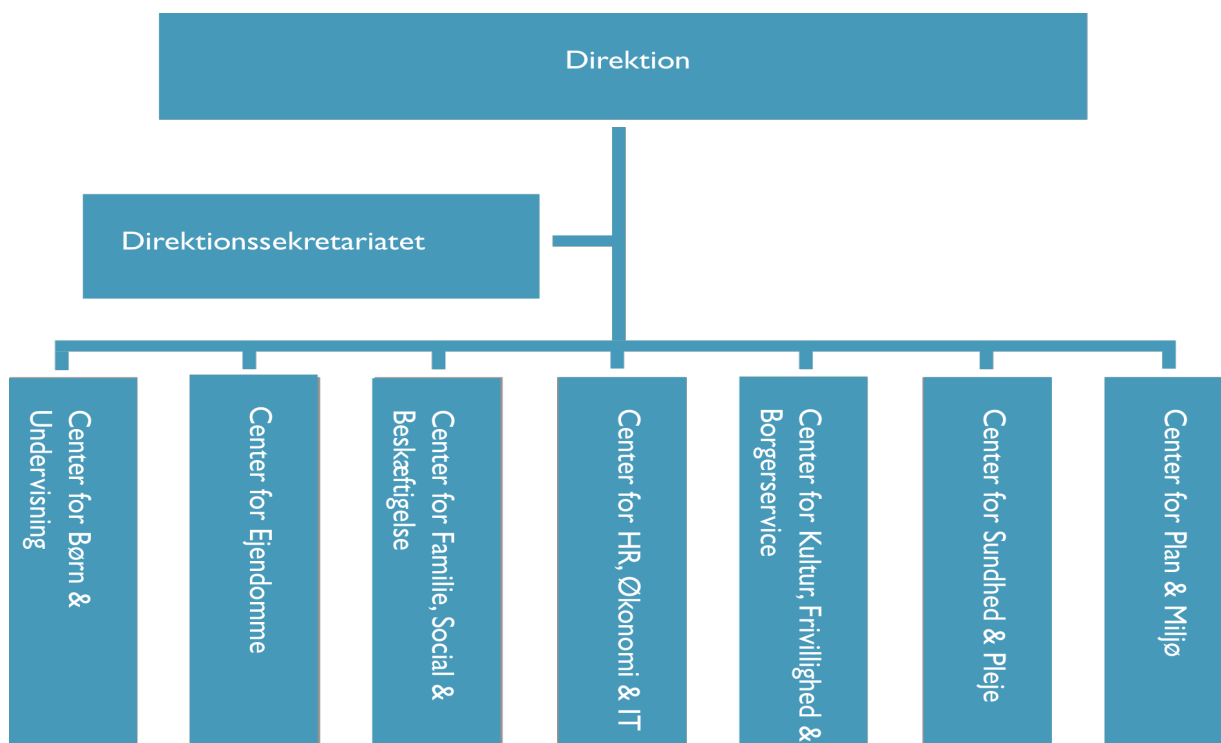 Direktion
Direktionssekretariatet
Center for Børn &
Undervisning
Center for Ejendomme
Center for Familie, Social &
Beskæftigelse
Center for HR, Økonomi & IT
Center for Kultur, Frivillighed &
Borgerservice
Center for Sundhed & Pleje
Center for Plan & Miljø